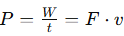 P = W/t = F · v